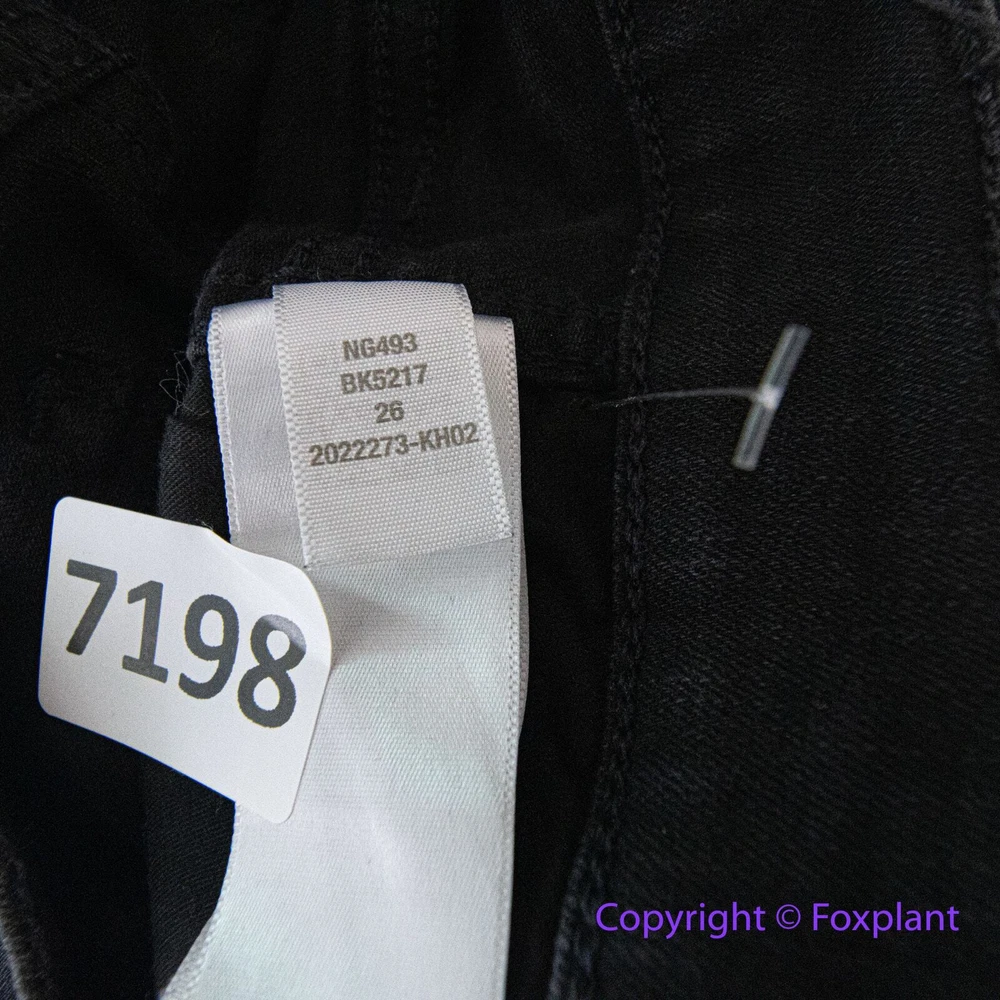 NG493
BK5217
26
2022273-KH02
7198
Copyright © Foxplant